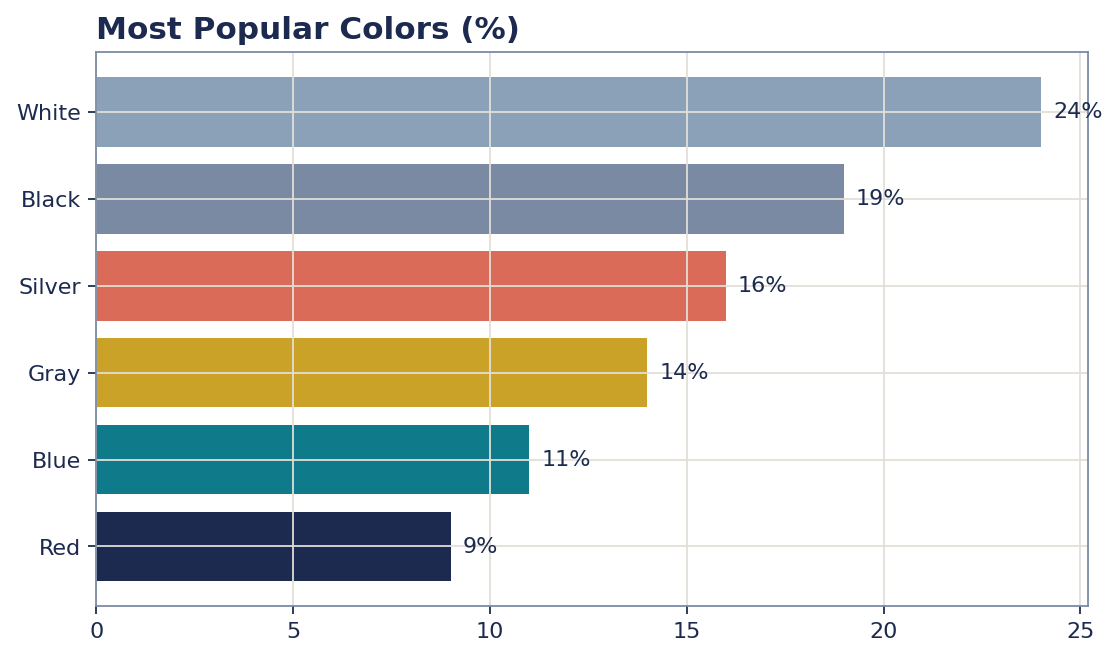 Most Popular Colors (%)
White 24%
Black 19%
Silver 16%
Gray 14%
Blue 11%
Red 9%
0 5 10 15 20 25